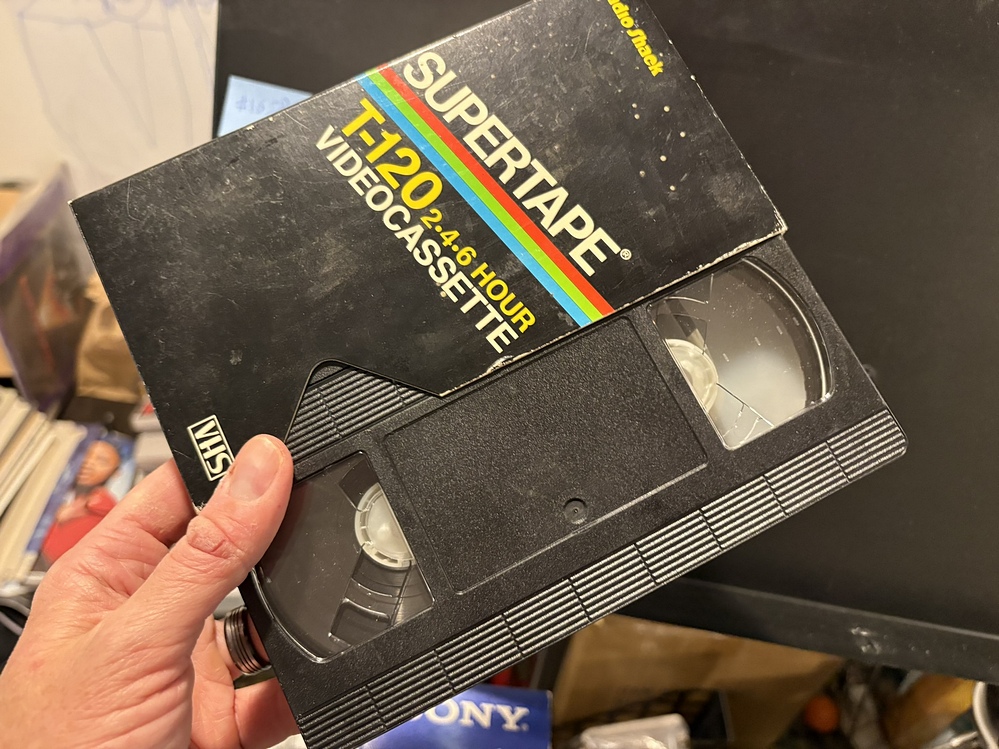 Radio Shack
SUPERTAPE®
T-120 2·4·6 HOUR
VIDEOCASSETTE
VHS
SONY.